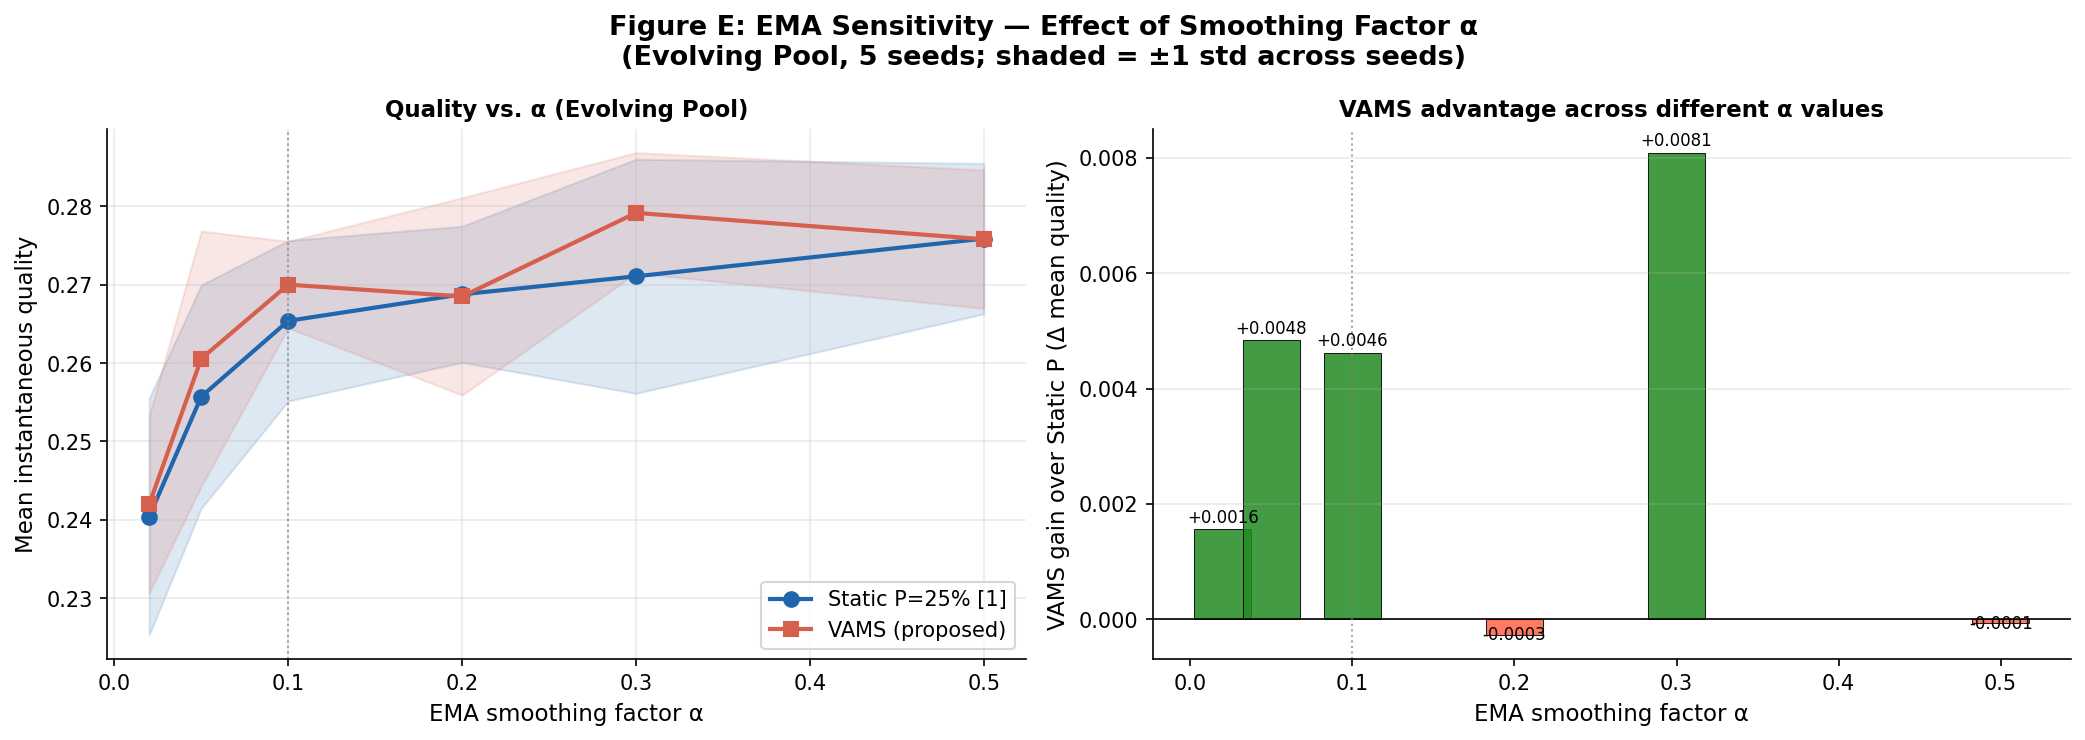 Figure E: EMA Sensitivity — Effect of Smoothing Factor α
(Evolving Pool, 5 seeds; shaded = ±1 std across seeds)
Quality vs. α (Evolving Pool)
Mean instantaneous quality
0.28
0.27
0.26
0.25
0.24
0.23
Static P=25% [1]
VAMS (proposed)
0.0 0.1 0.2 0.3 0.4 0.5
EMA smoothing factor α
VAMS advantage across different α values
VAMS gain over Static P (Δ mean quality)
0.008
0.006
0.004
0.002
0.000
+0.0016
+0.0048
+0.0046
-0.0003
+0.0081
-0.0001
0.0 0.1 0.2 0.3 0.4 0.5
EMA smoothing factor α